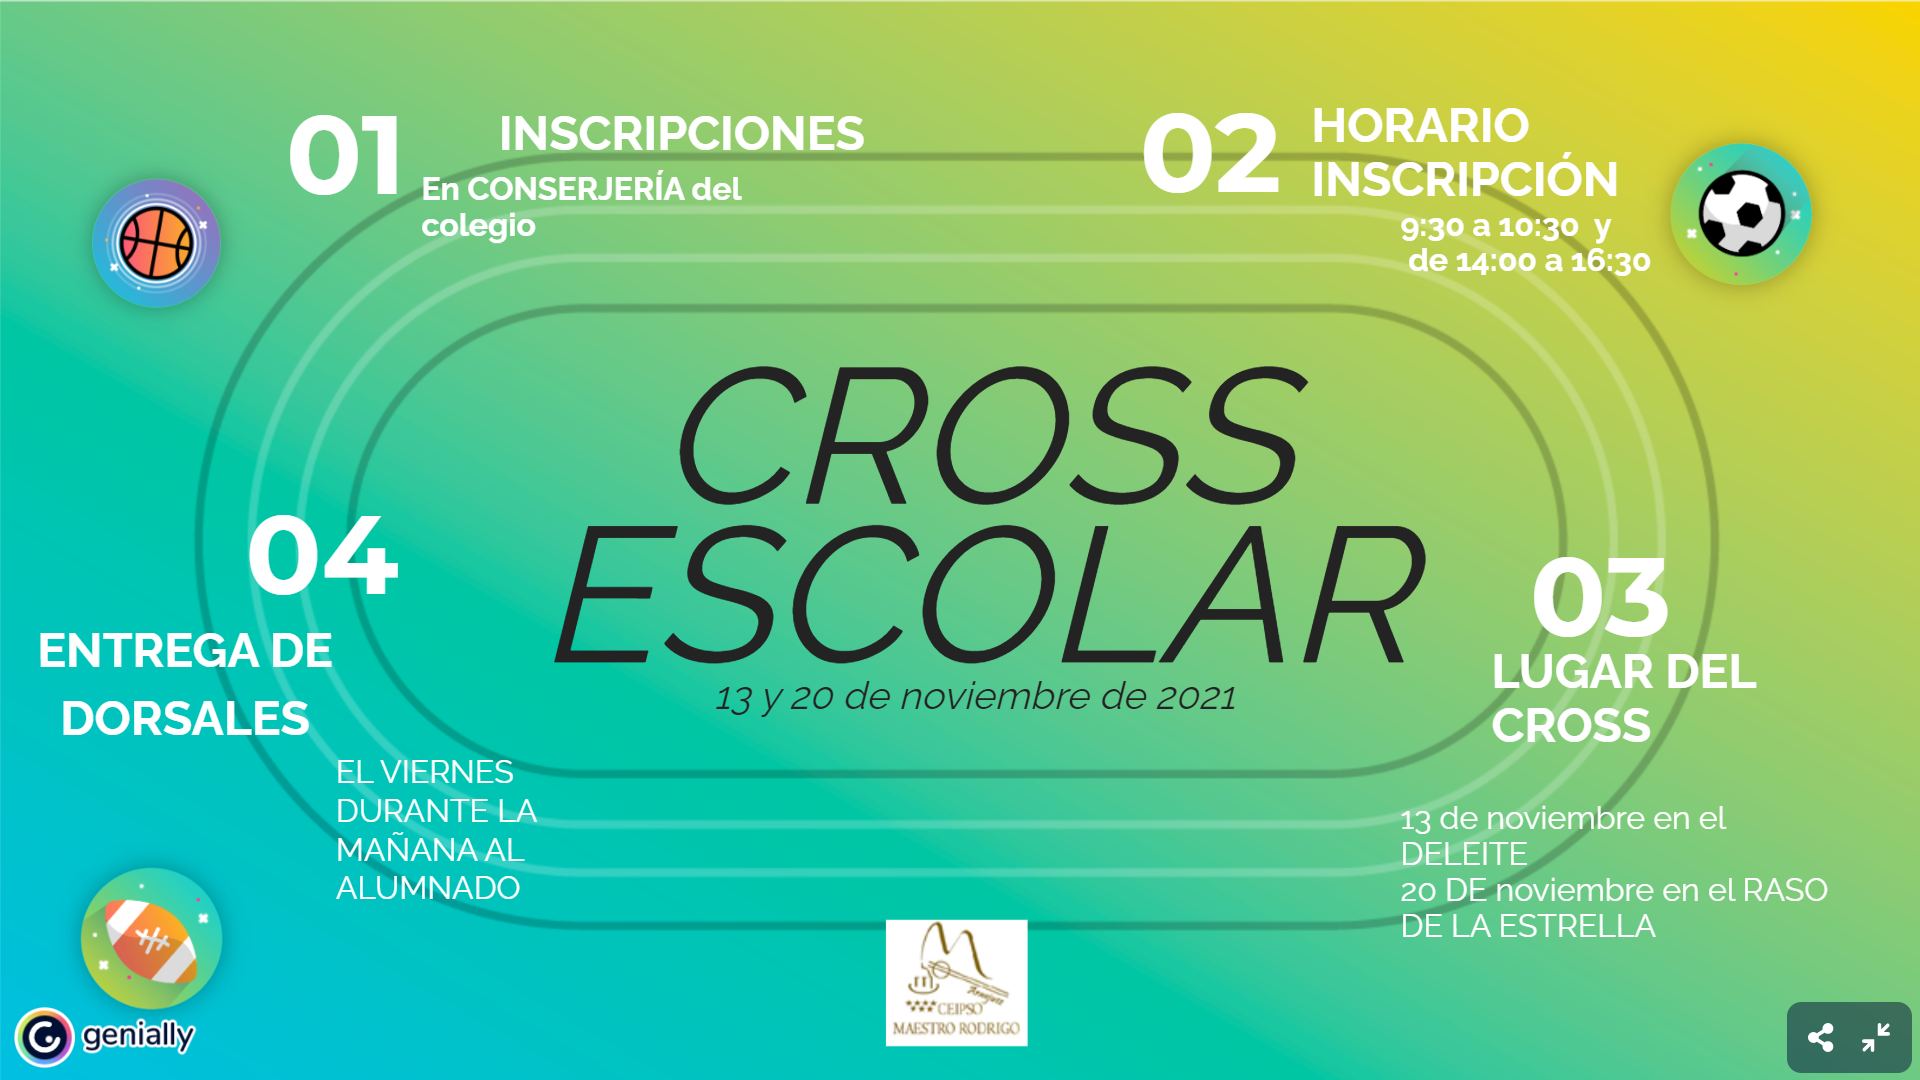 01
INSCRIPCIONES
En CONSERJERÍA del
colegio
02
HORARIO
INSCRIPCIÓN
9:30 a 10:30 y
de 14:00 a 16:30
CROSS
ESCOLAR
13 y 20 de noviembre de 2021
03
LUGAR DEL
CROSS
13 de noviembre en el
DELEITE
20 DE noviembre en el RASO
DE LA ESTRELLA
04
ENTREGA DE
DORSALES
EL VIERNES
DURANTE LA
MAÑANA AL
ALUMNADO
Aranjuez
CEIPSO
MAESTRO RODRIGO
genially